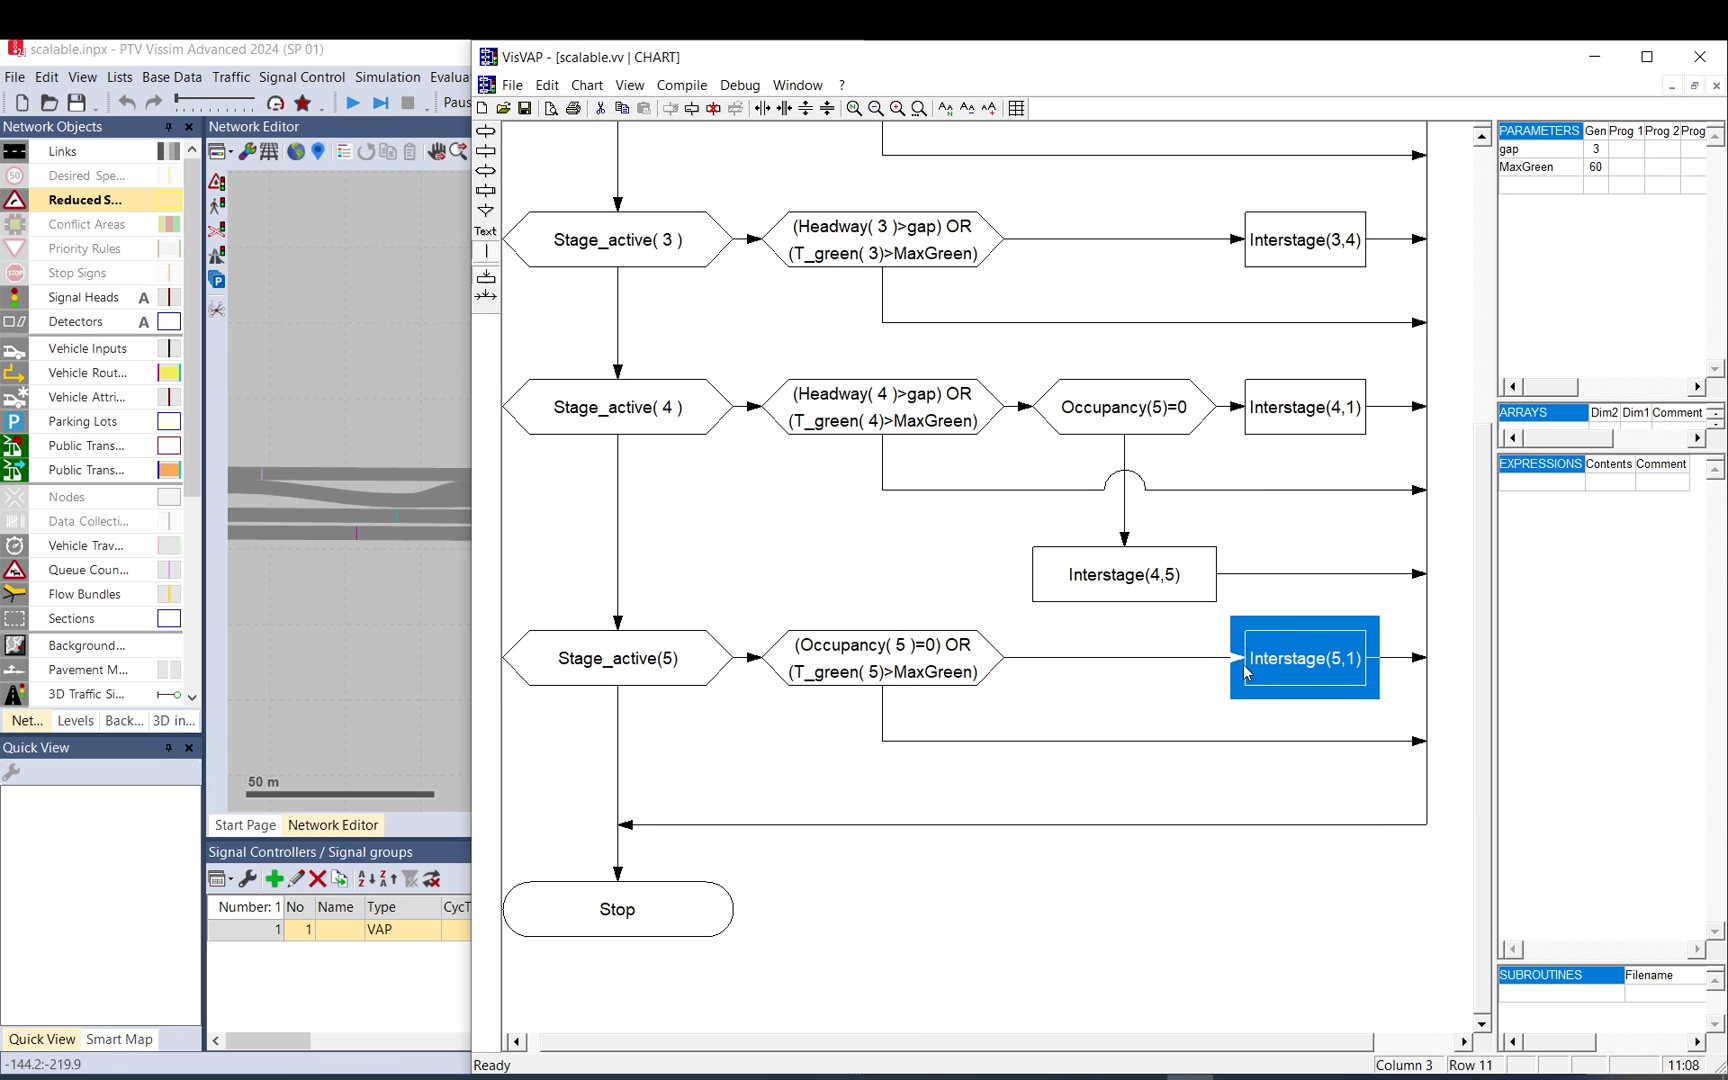 scalable.inpx - PTV Vissim Advanced 2024 (SP 01)
File Edit View Lists Base Data Traffic Signal Control Simulation Evalua
Paus
Network Objects
Links
50 Desired Spe...
Reduced S...
Conflict Areas
Priority Rules
STOP Stop Signs
Signal Heads A
Detectors A
Vehicle Inputs
Vehicle Rout...
Vehicle Attri...
P Parking Lots
Public Trans...
Public Trans...
Nodes
Data Collecti...
Vehicle Trav...
Queue Coun...
Flow Bundles
Sections
Background...
Pavement M...
3D Traffic Si...
Net... Levels Back... 3D in...
Quick View
Quick View Smart Map
-144.2:-219.9
Network Editor
50 m
Start Page Network Editor
Signal Controllers / Signal groups
Number: 1 No Name Type CycT
1 1 VAP
VisVAP - [scalable.vv | CHART]
File Edit Chart View Compile Debug Window ?
Text
Stage_active( 3 )
(Headway( 3 )>gap) OR
(T_green( 3)>MaxGreen)
Interstage(3,4)
Stage_active( 4 )
(Headway( 4 )>gap) OR
(T_green( 4)>MaxGreen)
Occupancy(5)=0
Interstage(4,1)
Interstage(4,5)
Stage_active(5)
(Occupancy( 5 )=0) OR
(T_green( 5)>MaxGreen)
Interstage(5,1)
Stop
PARAMETERS Gen Prog 1 Prog 2 Prog
gap 3
MaxGreen 60
ARRAYS Dim2 Dim1 Comment
EXPRESSIONS Contents Comment
SUBROUTINES Filename
Ready Column 3 Row 11 11:08